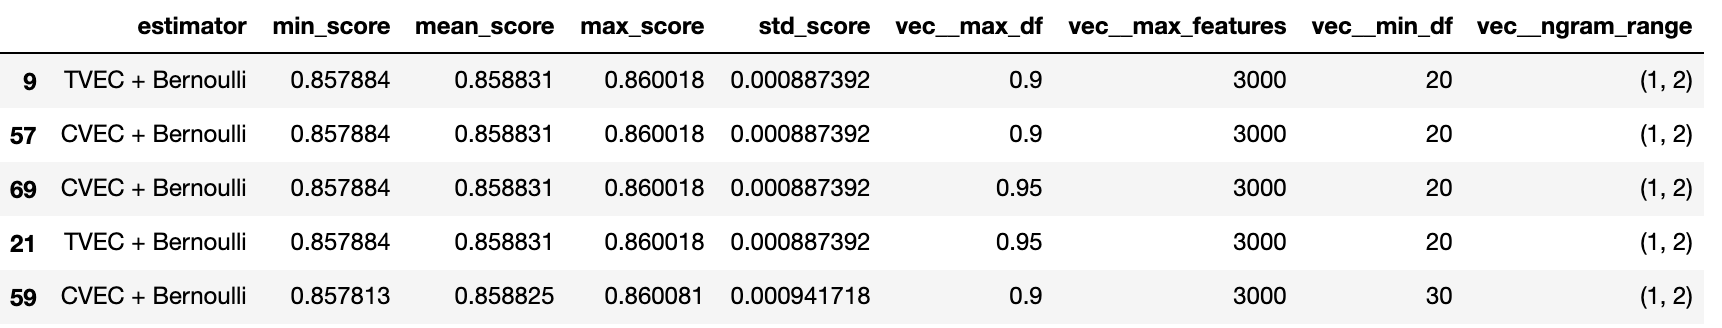 estimator min_score mean_score max_score std_score vec__max_df vec__max_features vec__min_df vec__ngram_range
9 TVEC + Bernoulli 0.857884 0.858831 0.860018 0.000887392 0.9 3000 20 (1, 2)
57 CVEC + Bernoulli 0.857884 0.858831 0.860018 0.000887392 0.9 3000 20 (1, 2)
69 CVEC + Bernoulli 0.857884 0.858831 0.860018 0.000887392 0.95 3000 20 (1, 2)
21 TVEC + Bernoulli 0.857884 0.858831 0.860018 0.000887392 0.95 3000 20 (1, 2)
59 CVEC + Bernoulli 0.857813 0.858825 0.860081 0.000941718 0.9 3000 30 (1, 2)